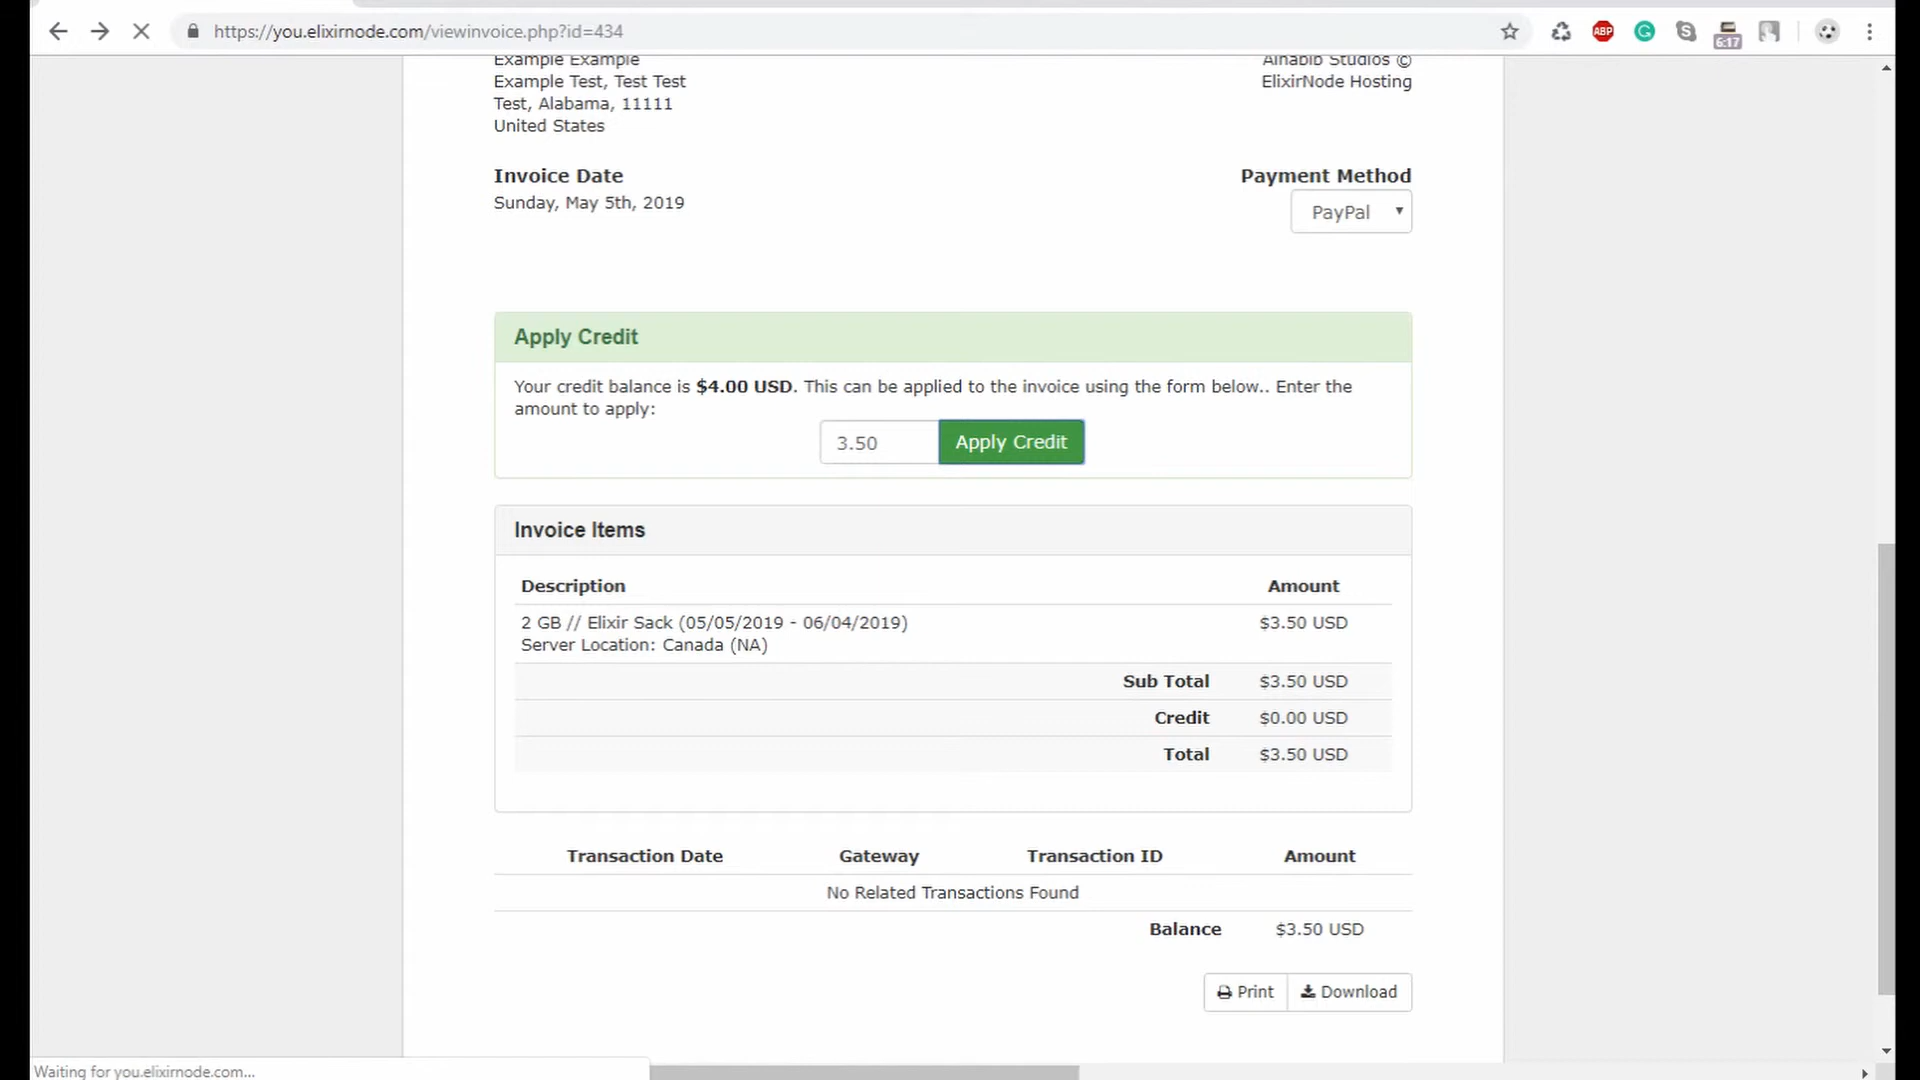 https://you.elixirnode.com/viewinvoice.php?id=434
ABP
6:17
Example Example
Example Test, Test Test
Test, Alabama, 11111
United States
Alhabib Studios ©
ElixirNode Hosting
Invoice Date
Sunday, May 5th, 2019
Payment Method
PayPal
Apply Credit
Your credit balance is $4.00 USD. This can be applied to the invoice using the form below.. Enter the
amount to apply:
3.50 Apply Credit
Invoice Items
Description Amount
2 GB // Elixir Sack (05/05/2019 - 06/04/2019) $3.50 USD
Server Location: Canada (NA)
Sub Total $3.50 USD
Credit $0.00 USD
Total $3.50 USD
Transaction Date Gateway Transaction ID Amount
No Related Transactions Found
Balance $3.50 USD
Print Download
Waiting for you.elixirnode.com...